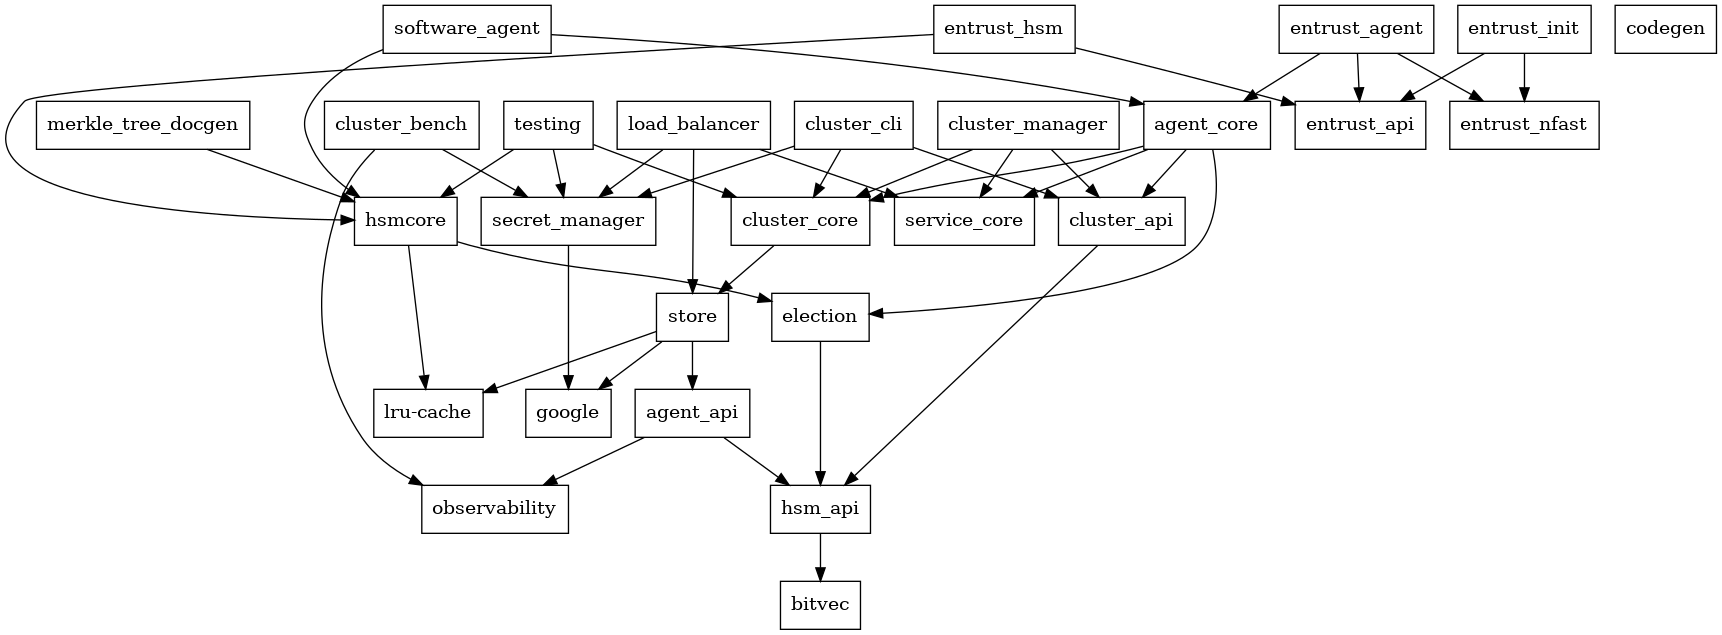 software_agent
entrust_hsm
entrust_agent
entrust_init
codegen
merkle_tree_docgen
cluster_bench
testing
load_balancer
cluster_cli
cluster_manager
agent_core
entrust_api
entrust_nfast
hsmcore
secret_manager
cluster_core
service_core
cluster_api
store
election
lru-cache
google
agent_api
observability
hsm_api
bitvec